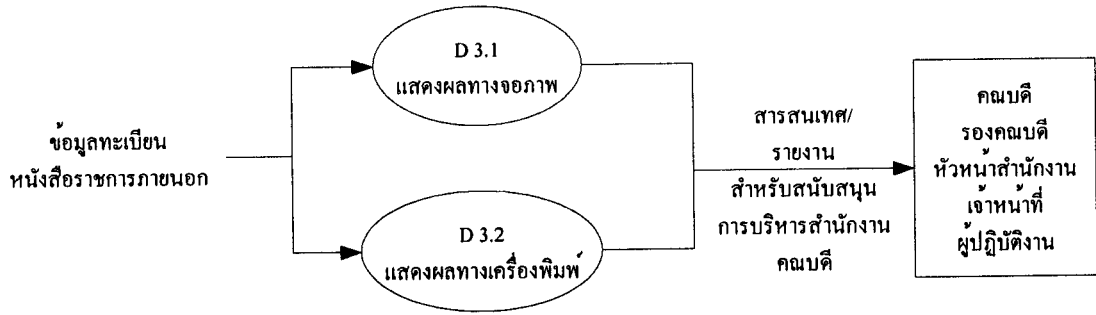 ข้อมูลทะเบียน
หนังสือราชการภายนอก
D 3.1
แสดงผลทางจอภาพ
D 3.2
แสดงผลทางเครื่องพิมพ์
สารสนเทศ/
รายงาน
สำหรับสนับสนุน
การบริหารสำนักงาน
คณบดี
คณบดี
รองคณบดี
หัวหน้าสำนักงาน
เจ้าหน้าที่
ผู้ปฏิบัติงาน